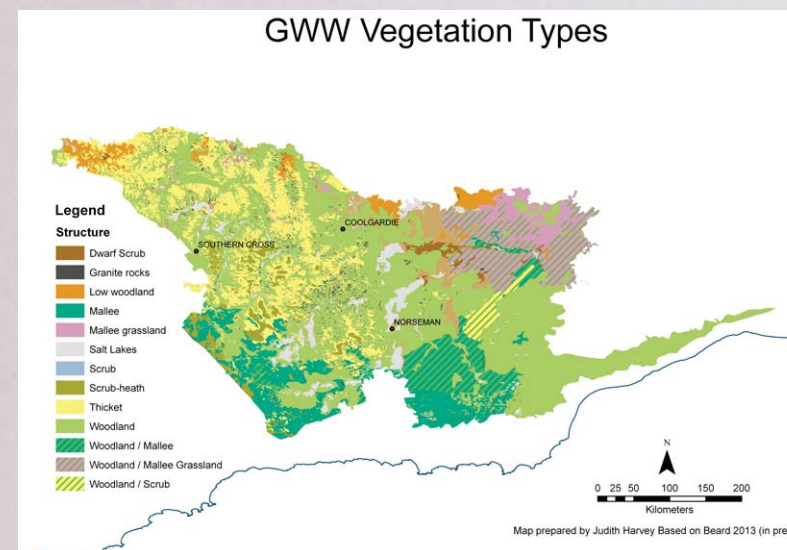 GWW Vegetation Types
COOLGARDIE
SOUTHERN CROSS
NORSEMAN
Legend
Structure
Dwarf Scrub
Granite rocks
Low woodland
Mallee
Mallee grassland
Salt Lakes
Scrub
Scrub-heath
Thicket
Woodland
Woodland / Mallee
Woodland / Mallee Grassland
Woodland / Scrub
N
0 25 50 100 150 200
Kilometers
Map prepared by Judith Harvey Based on Beard 2013 (in pre